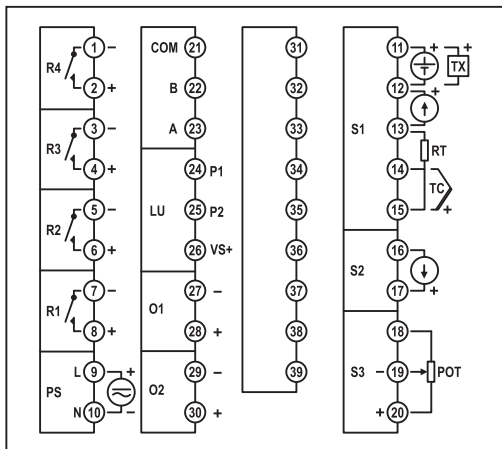 1 –
R4
2 +
3 –
R3
4 +
5 –
R2
6 +
7 –
R1
8 +
L 9 +
PS
N 10 –
COM 21
B 22
A 23
24 P1
LU 25 P2
26 VS+
27 –
O1
28 +
29 –
O2
30 +
31
32
33
34
35
36
37
38
39
11 + +
TX
12 +
S1
13
RT
14
TC
15 +
16
S2
17 +
18
S3 – 19 POT
+ 20